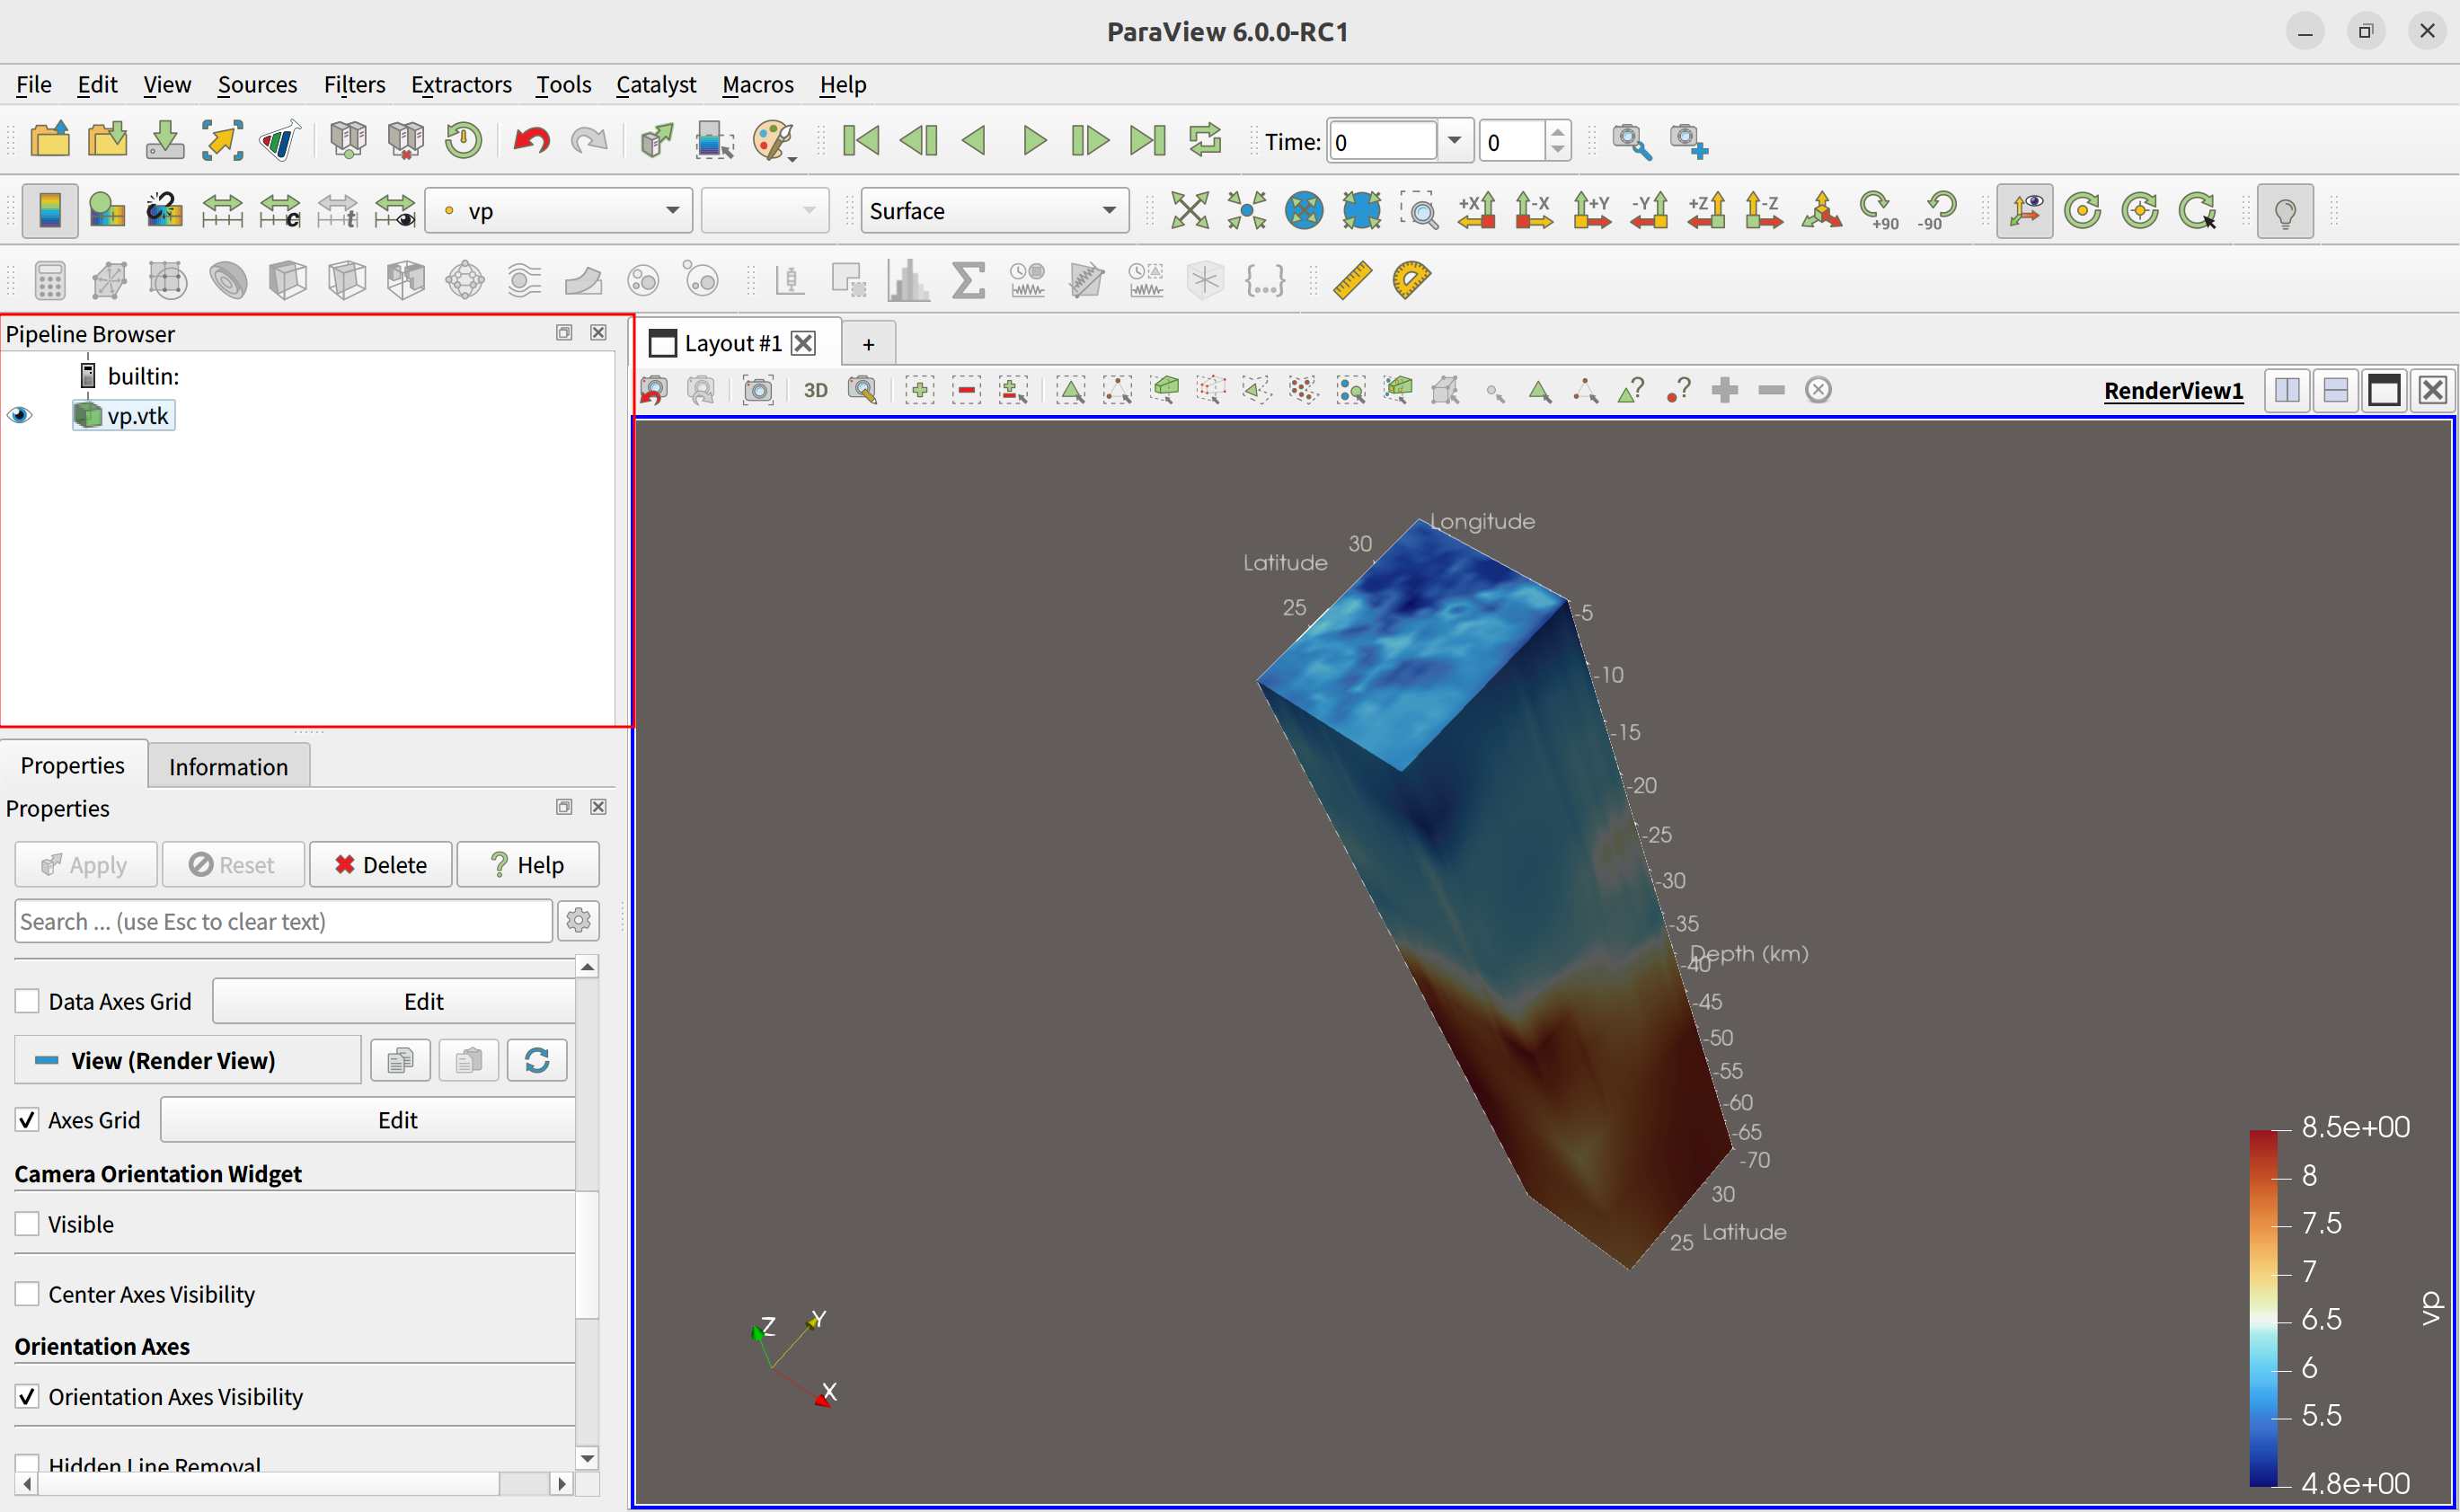 ParaView 6.0.0-RC1
File Edit View Sources Filters Extractors Tools Catalyst Macros Help
Time: 0 0
vp Surface +X -X +Y -Y +Z -Z +90 -90
Pipeline Browser
builtin:
vp.vtk
Layout #1 +
3D RenderView1
Properties Information
Properties
Apply Reset Delete Help
Search ... (use Esc to clear text)
Data Axes Grid Edit
View (Render View)
Axes Grid Edit
Camera Orientation Widget
Visible
Center Axes Visibility
Orientation Axes
Orientation Axes Visibility
Hidden Line Removal
Longitude
30
Latitude
25
-5
-10
-15
-20
-25
-30
-35
Depth (km)
-40
-45
-50
-55
-60
-65
-70
30
Latitude
25
Z Y
X
8.5e+00
8
7.5
7
6.5
6
5.5
4.8e+00
vp